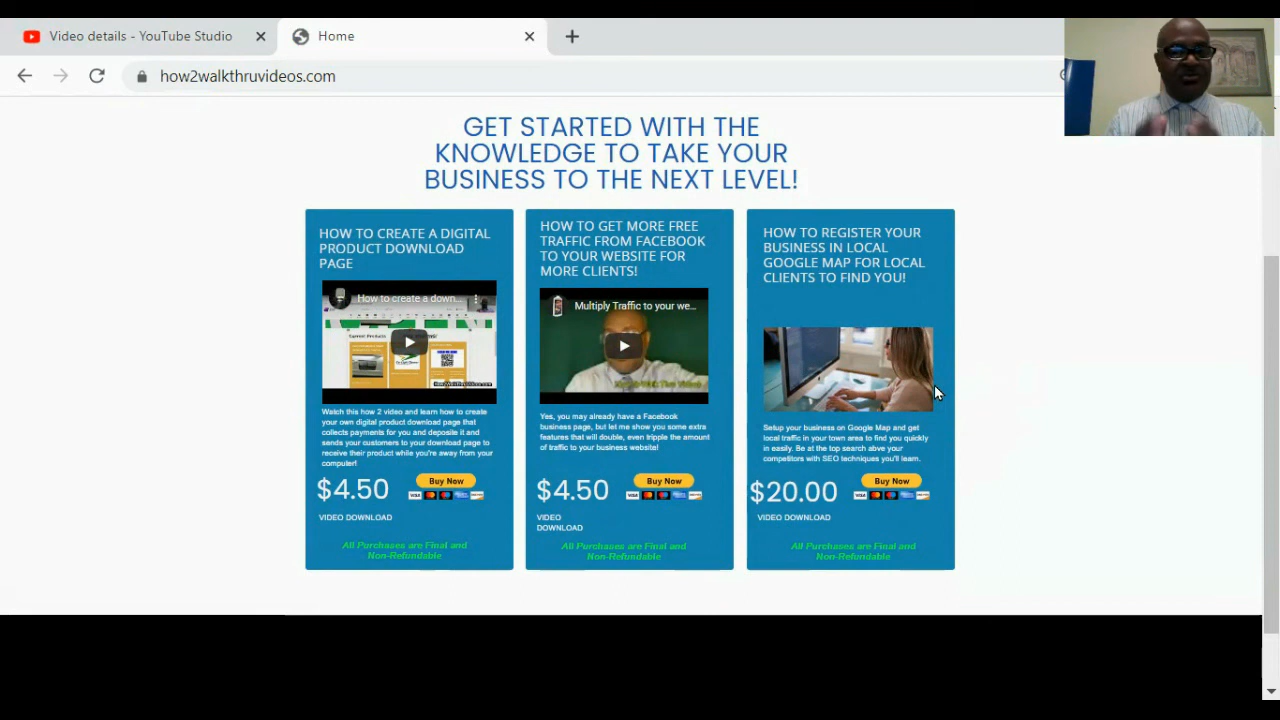 Video details - YouTube Studio
Home
how2walkthruvideos.com
GET STARTED WITH THE
KNOWLEDGE TO TAKE YOUR
BUSINESS TO THE NEXT LEVEL!
HOW TO CREATE A DIGITAL
PRODUCT DOWNLOAD
PAGE
How to create a down...
Watch this how 2 video and learn how to create
your own digital product download page that
collects payments for you and deposite it and
sends your customers to your download page to
receive their product while you're away from your
computer!
$4.50
Buy Now
VISA
VIDEO DOWNLOAD
All Purchases are Final and
Non-Refundable
HOW TO GET MORE FREE
TRAFFIC FROM FACEBOOK
TO YOUR WEBSITE FOR
MORE CLIENTS!
Multiply Traffic to your we...
Yes, you may already have a Facebook
business page, but let me show you some extra
features that will double, even tripple the amount
of traffic to your business website!
$4.50
Buy Now
VISA
VIDEO
DOWNLOAD
All Purchases are Final and
Non-Refundable
HOW TO REGISTER YOUR
BUSINESS IN LOCAL
GOOGLE MAP FOR LOCAL
CLIENTS TO FIND YOU!
Setup your business on Google Map and get
local traffic in your town area to find you quickly
in easily. Be at the top search abve your
competitors with SEO techniques you'll learn.
$20.00
Buy Now
VISA
VIDEO DOWNLOAD
All Purchases are Final and
Non-Refundable